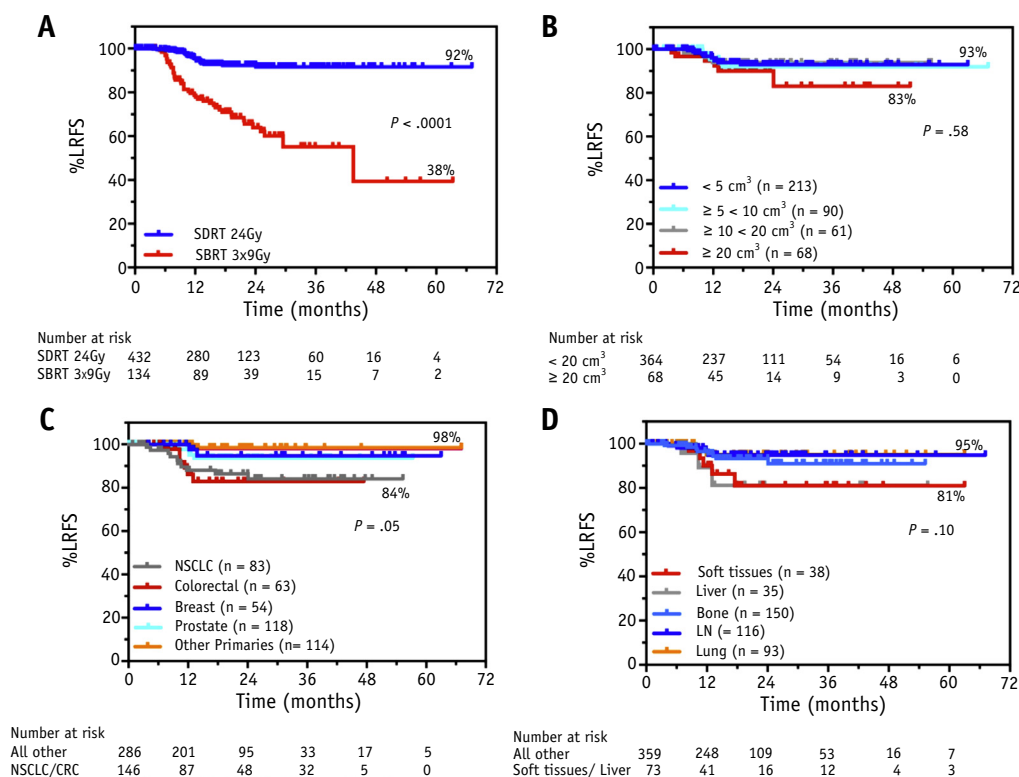 A
%LRFS
100
80
60
40
20
0
92%
P < .0001
38%
SDRT 24Gy
SBRT 3x9Gy
0 12 24 36 48 60 72
Time (months)
Number at risk
SDRT 24Gy 432 280 123 60 16 4
SBRT 3x9Gy 134 89 39 15 7 2
B
%LRFS
100
80
60
40
20
0
93%
83%
P = .58
< 5 cm³ (n = 213)
≥ 5 < 10 cm³ (n = 90)
≥ 10 < 20 cm³ (n = 61)
≥ 20 cm³ (n = 68)
0 12 24 36 48 60 72
Time (months)
Number at risk
< 20 cm³ 364 237 111 54 16 6
≥ 20 cm³ 68 45 14 9 3 0
C
%LRFS
100
80
60
40
20
0
98%
84%
P = .05
NSCLC (n = 83)
Colorectal (n = 63)
Breast (n = 54)
Prostate (n = 118)
Other Primaries (n= 114)
0 12 24 36 48 60 72
Time (months)
Number at risk
All other 286 201 95 33 17 5
NSCLC/CRC 146 87 48 32 5 0
D
%LRFS
100
80
60
40
20
0
95%
81%
P = .10
Soft tissues (n = 38)
Liver (n = 35)
Bone (n = 150)
LN (= 116)
Lung (n = 93)
0 12 24 36 48 60 72
Time (months)
Number at risk
All other 359 248 109 53 16 7
Soft tissues/ Liver 73 41 16 12 4 3